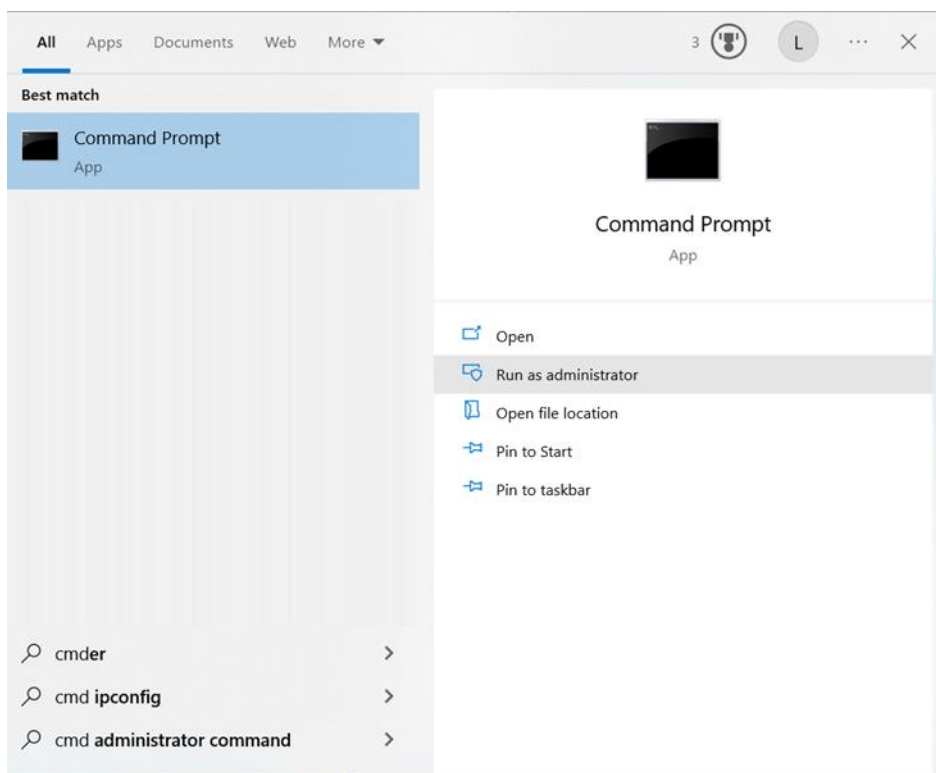 All Apps Documents Web More 3 L ...
Best match
Command Prompt
App
Command Prompt
App
Open
Run as administrator
Open file location
Pin to Start
Pin to taskbar
cmder
cmd ipconfig
cmd administrator command